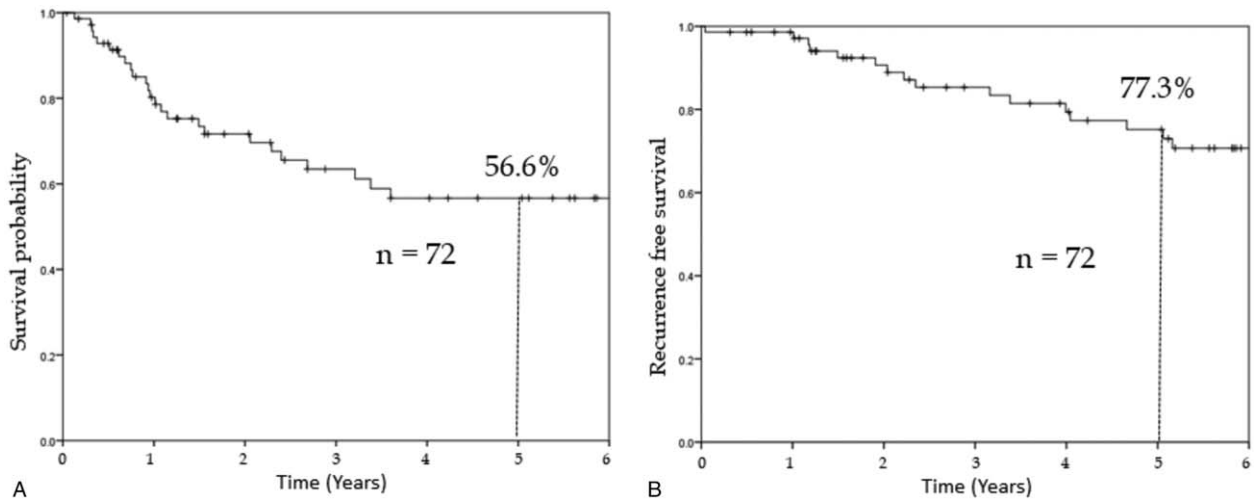 1.0
0.8
0.6
0.4
0.2
0.0
Survival probability
56.6%
n = 72
0 1 2 3 4 5 6
Time (Years)
A
1.0
0.8
0.6
0.4
0.2
0.0
Recurrence free survival
77.3%
n = 72
0 1 2 3 4 5 6
Time (Years)
B